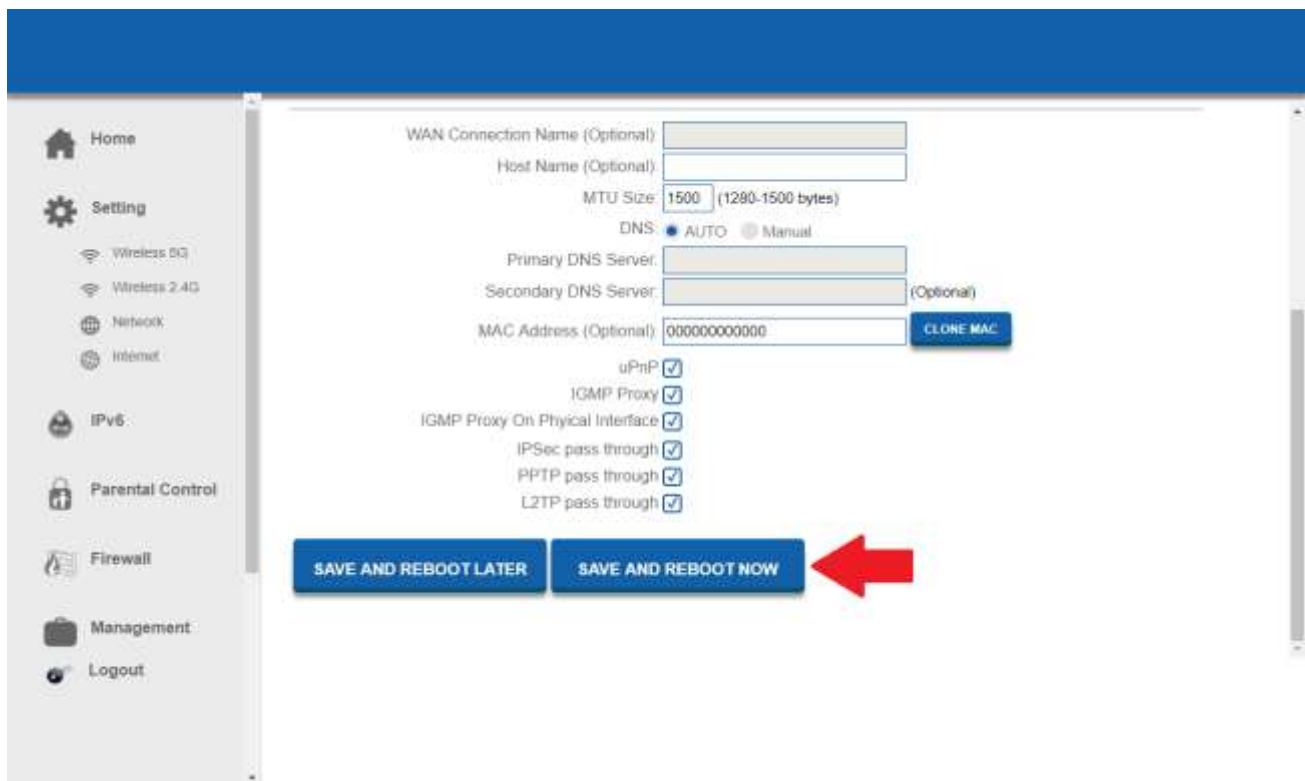 Home
Setting
Wireless 5G
Wireless 2.4G
Network
Internet
IPv6
Parental Control
Firewall
Management
Logout
WAN Connection Name (Optional)
Host Name (Optional)
MTU Size: 1500 (1280-1500 bytes)
DNS: AUTO Manual
Primary DNS Server:
Secondary DNS Server: (Optional)
MAC Address (Optional) 000000000000 CLONE MAC
uPnP
IGMP Proxy
IGMP Proxy On Phyical Interface
IPSec pass through
PPTP pass through
L2TP pass through
SAVE AND REBOOT LATER SAVE AND REBOOT NOW